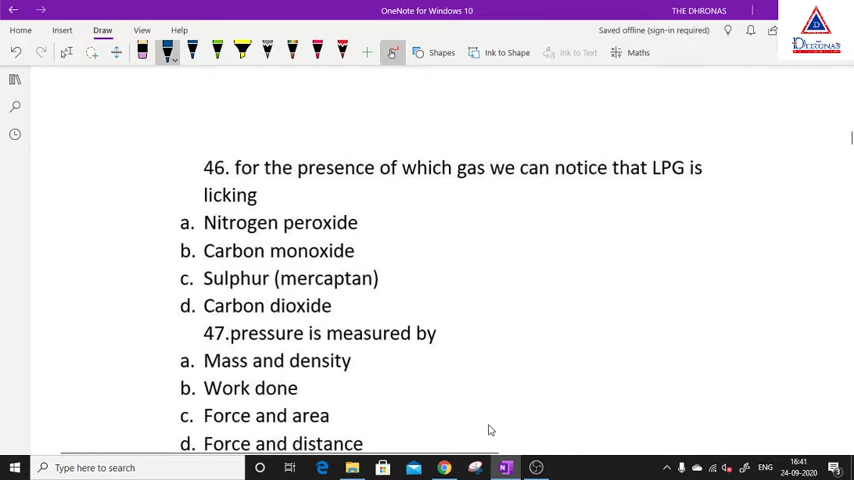 OneNote for Windows 10
THE DHRONAS
Home Insert Draw View Help
Saved offline (sign-in required)
Shapes Ink to Shape Ink to Text Maths
DHRONA'S
46. for the presence of which gas we can notice that LPG is
licking
a. Nitrogen peroxide
b. Carbon monoxide
c. Sulphur (mercaptan)
d. Carbon dioxide
47.pressure is measured by
a. Mass and density
b. Work done
c. Force and area
d. Force and distance
Type here to search
ENG
16:41
24-09-2020
3